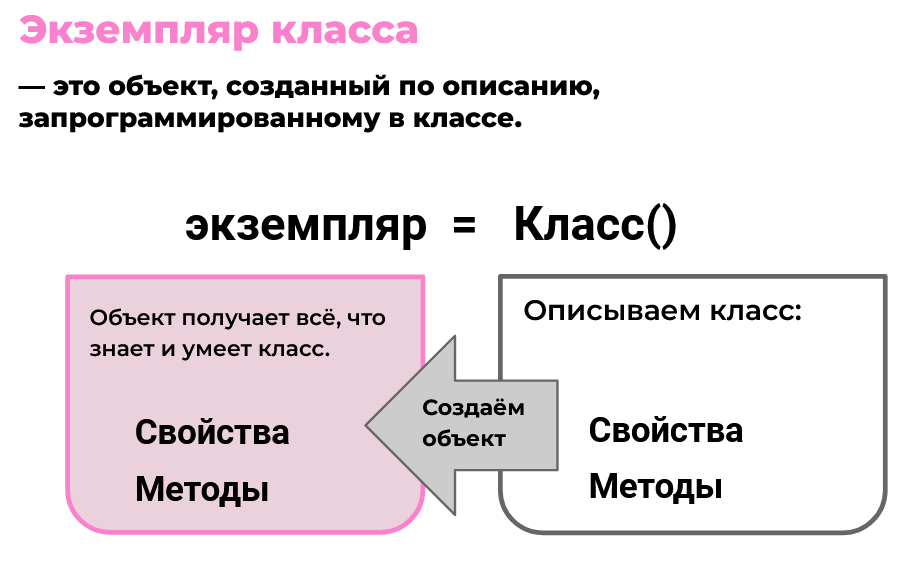 Экземпляр класса
— это объект, созданный по описанию,
запрограммированному в классе.
экземпляр = Класс()
Объект получает всё, что
знает и умеет класс.
Свойства
Методы
Создаём
объект
Описываем класс:
Свойства
Методы